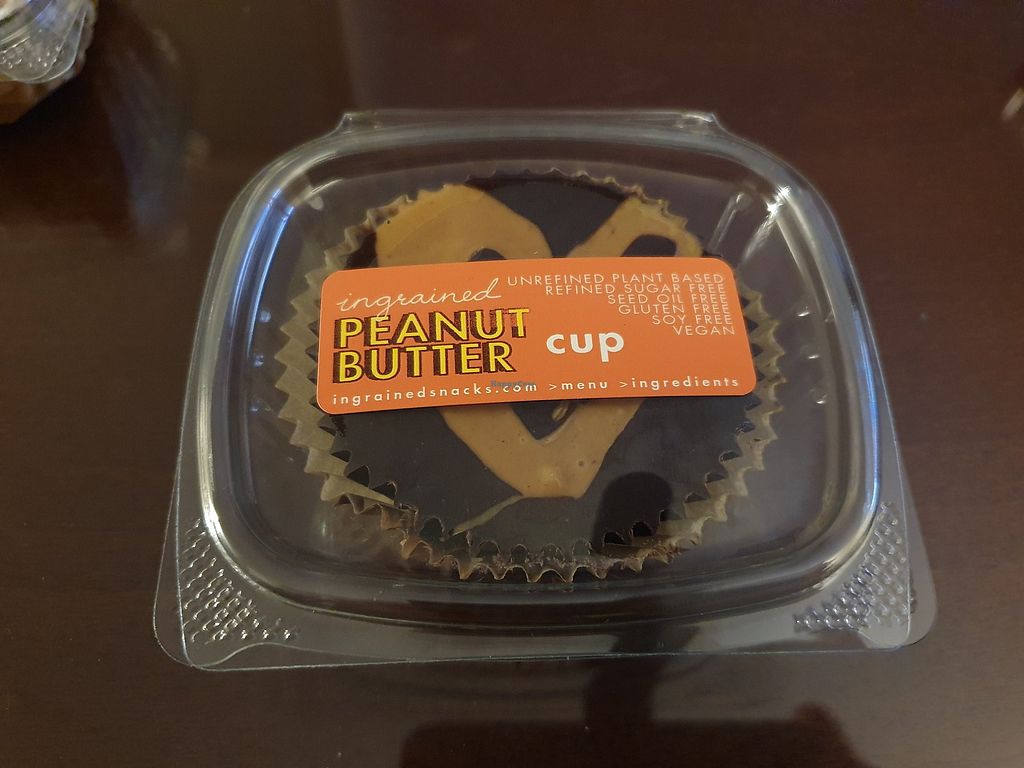 ingrained
PEANUT
BUTTER
cup
UNREFINED PLANT BASED
REFINED SUGAR FREE
SEED OIL FREE
GLUTEN FREE
SOY FREE
VEGAN
ingrainedsnacks.com >menu >ingredients